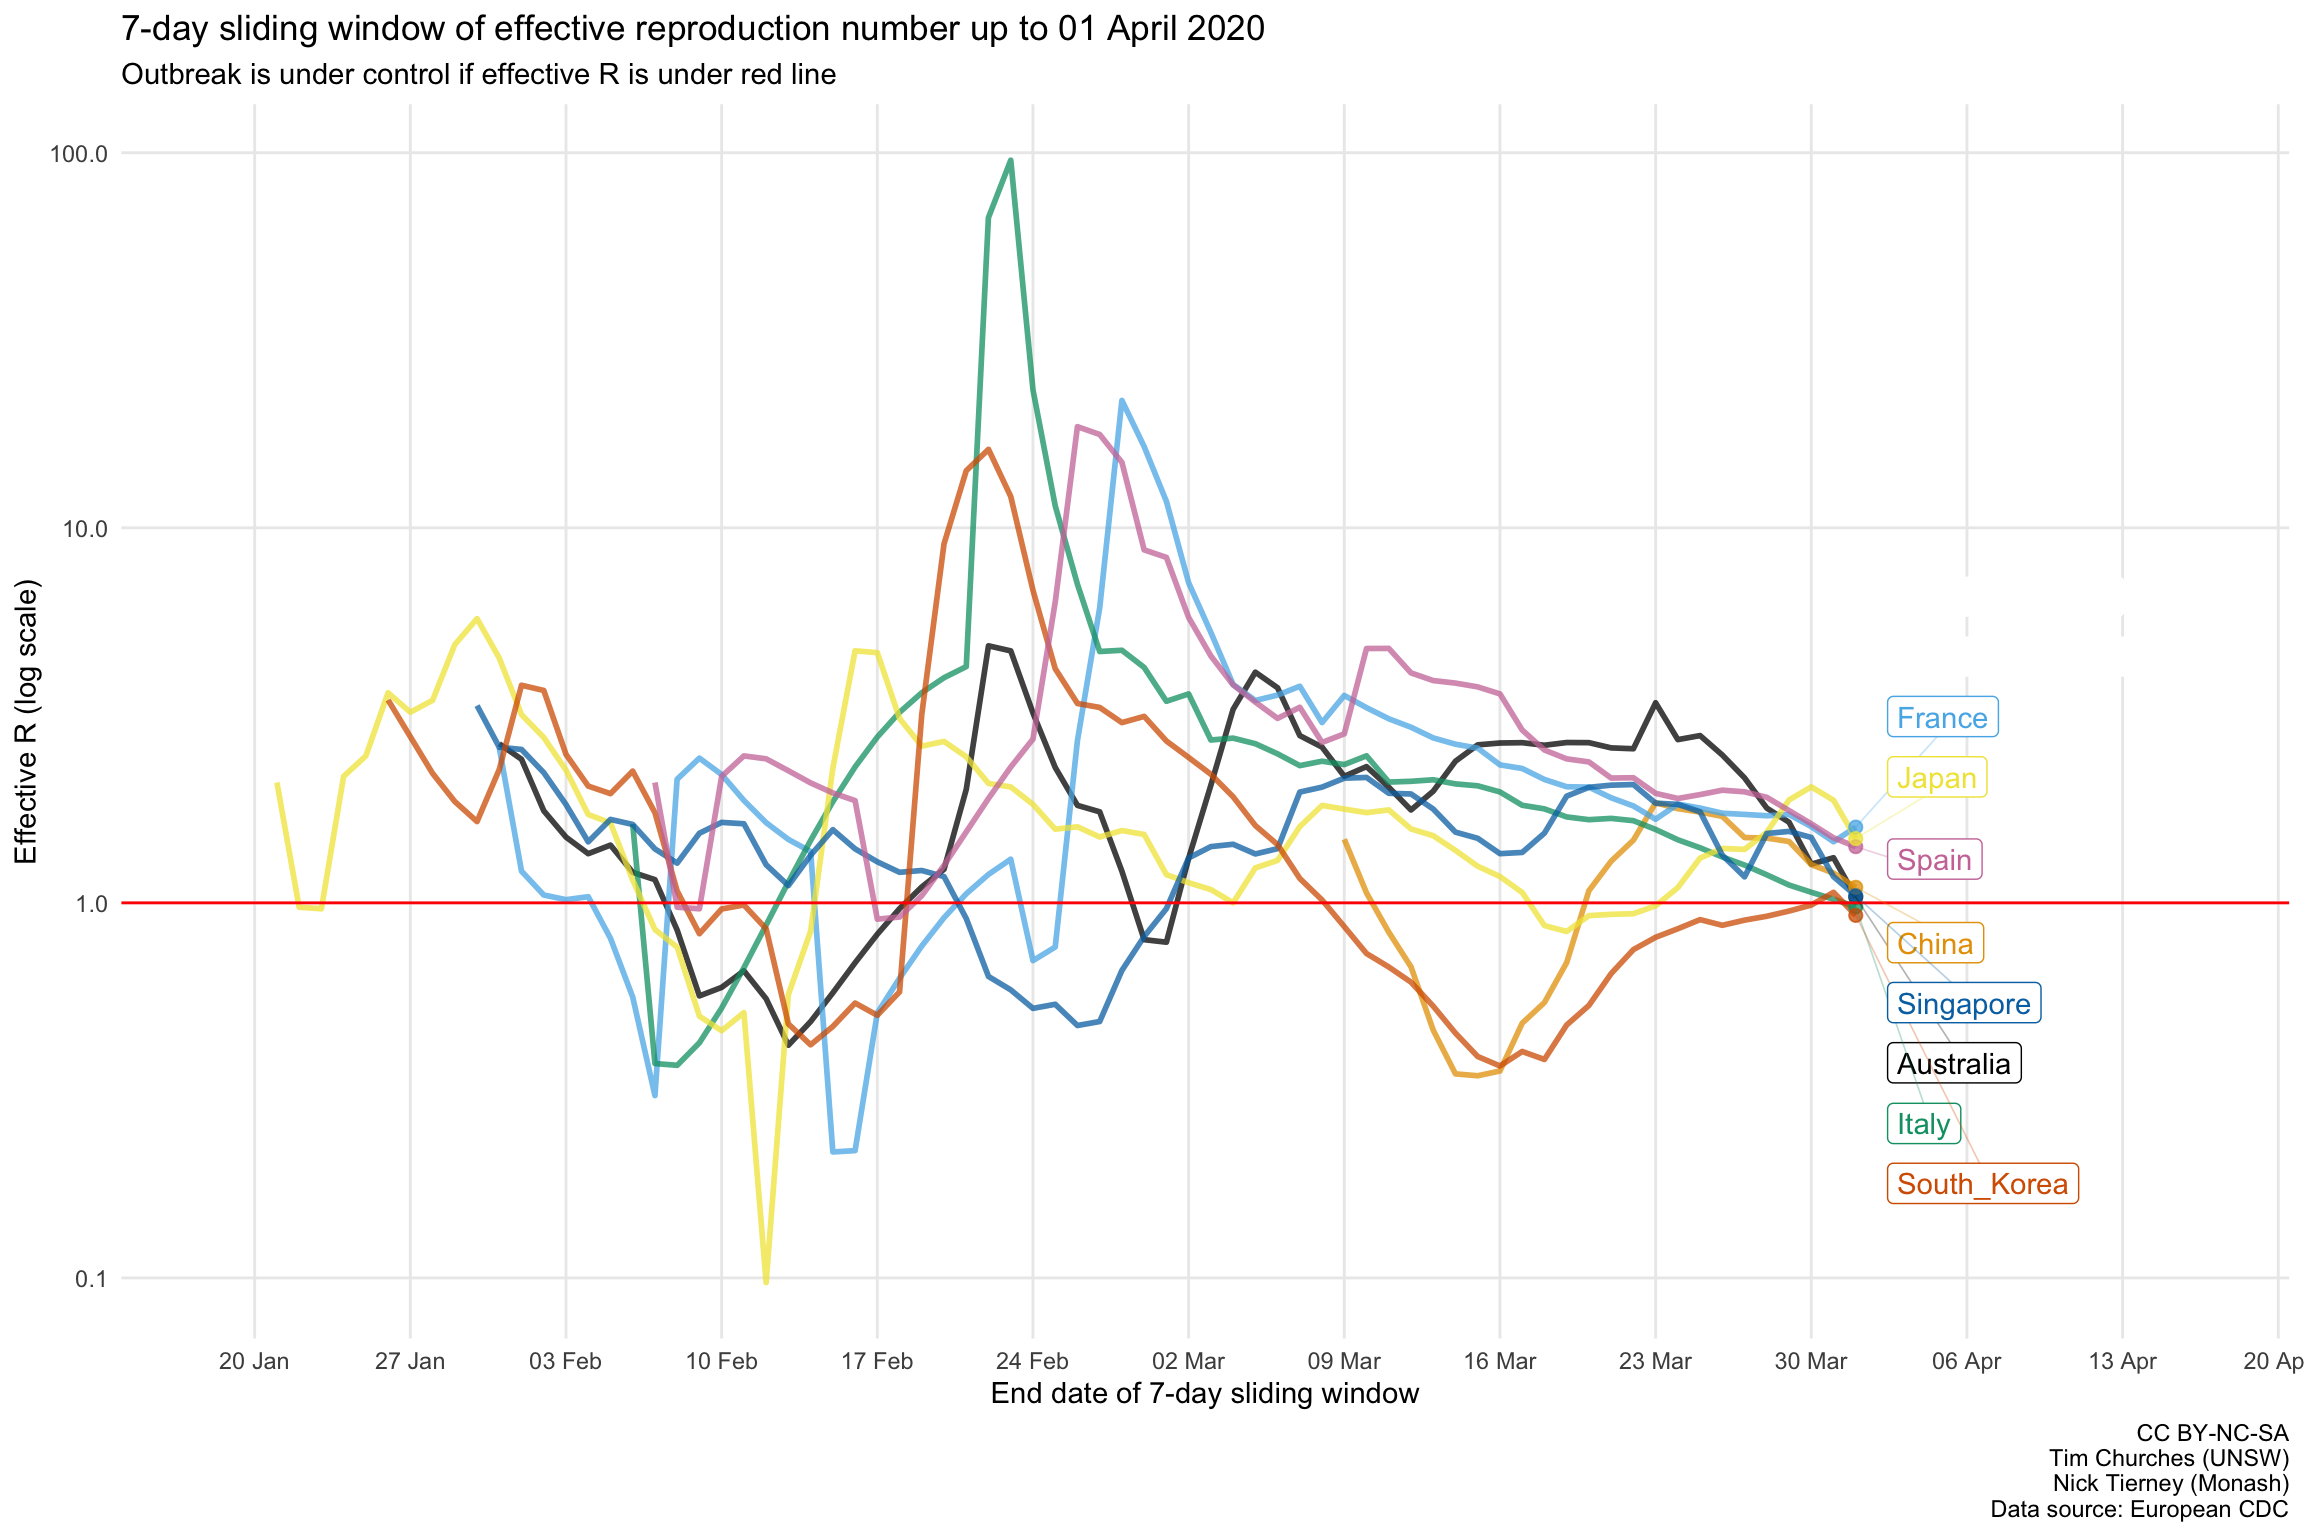 7-day sliding window of effective reproduction number up to 01 April 2020
Outbreak is under control if effective R is under red line
Effective R (log scale)
100.0
10.0
1.0
0.1
France
Japan
Spain
China
Singapore
Australia
Italy
South_Korea
20 Jan
27 Jan
03 Feb
10 Feb
17 Feb
24 Feb
02 Mar
09 Mar
16 Mar
23 Mar
30 Mar
06 Apr
13 Apr
20 Ap
End date of 7-day sliding window
CC BY-NC-SA
Tim Churches (UNSW)
Nick Tierney (Monash)
Data source: European CDC